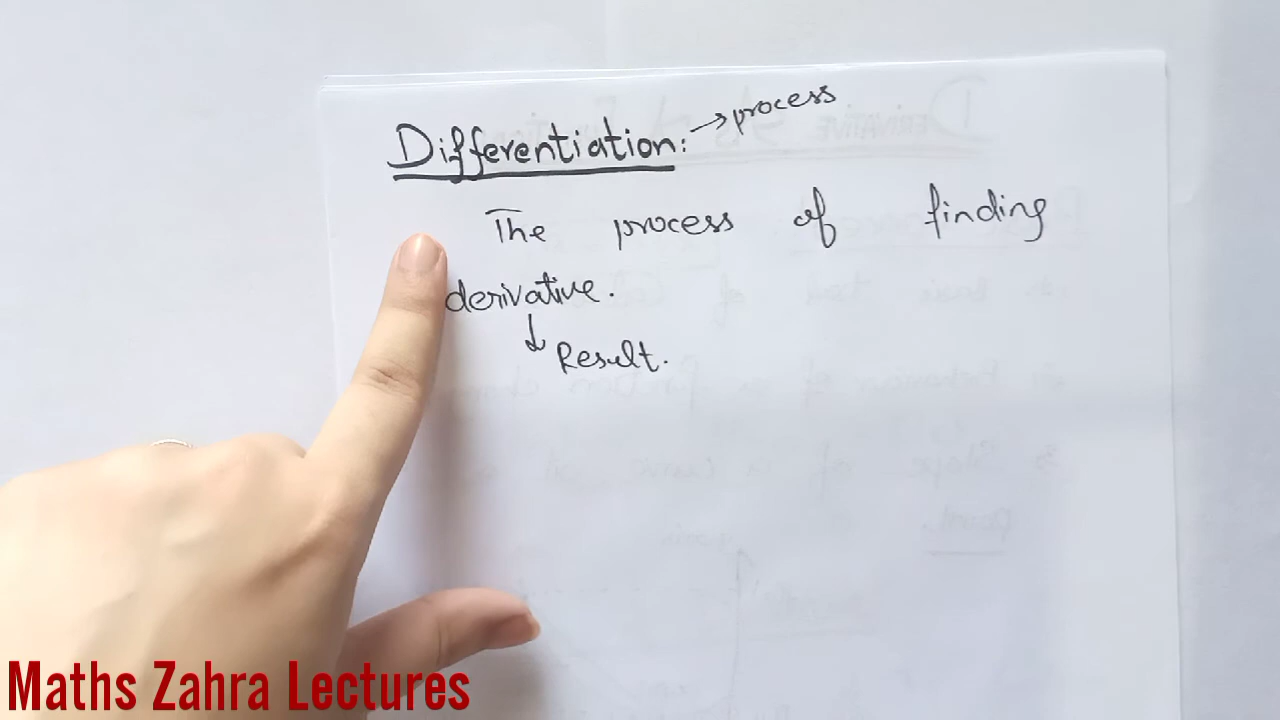 Differentiation: → process
The process of finding
derivative.
↓ Result.
Maths Zahra Lectures